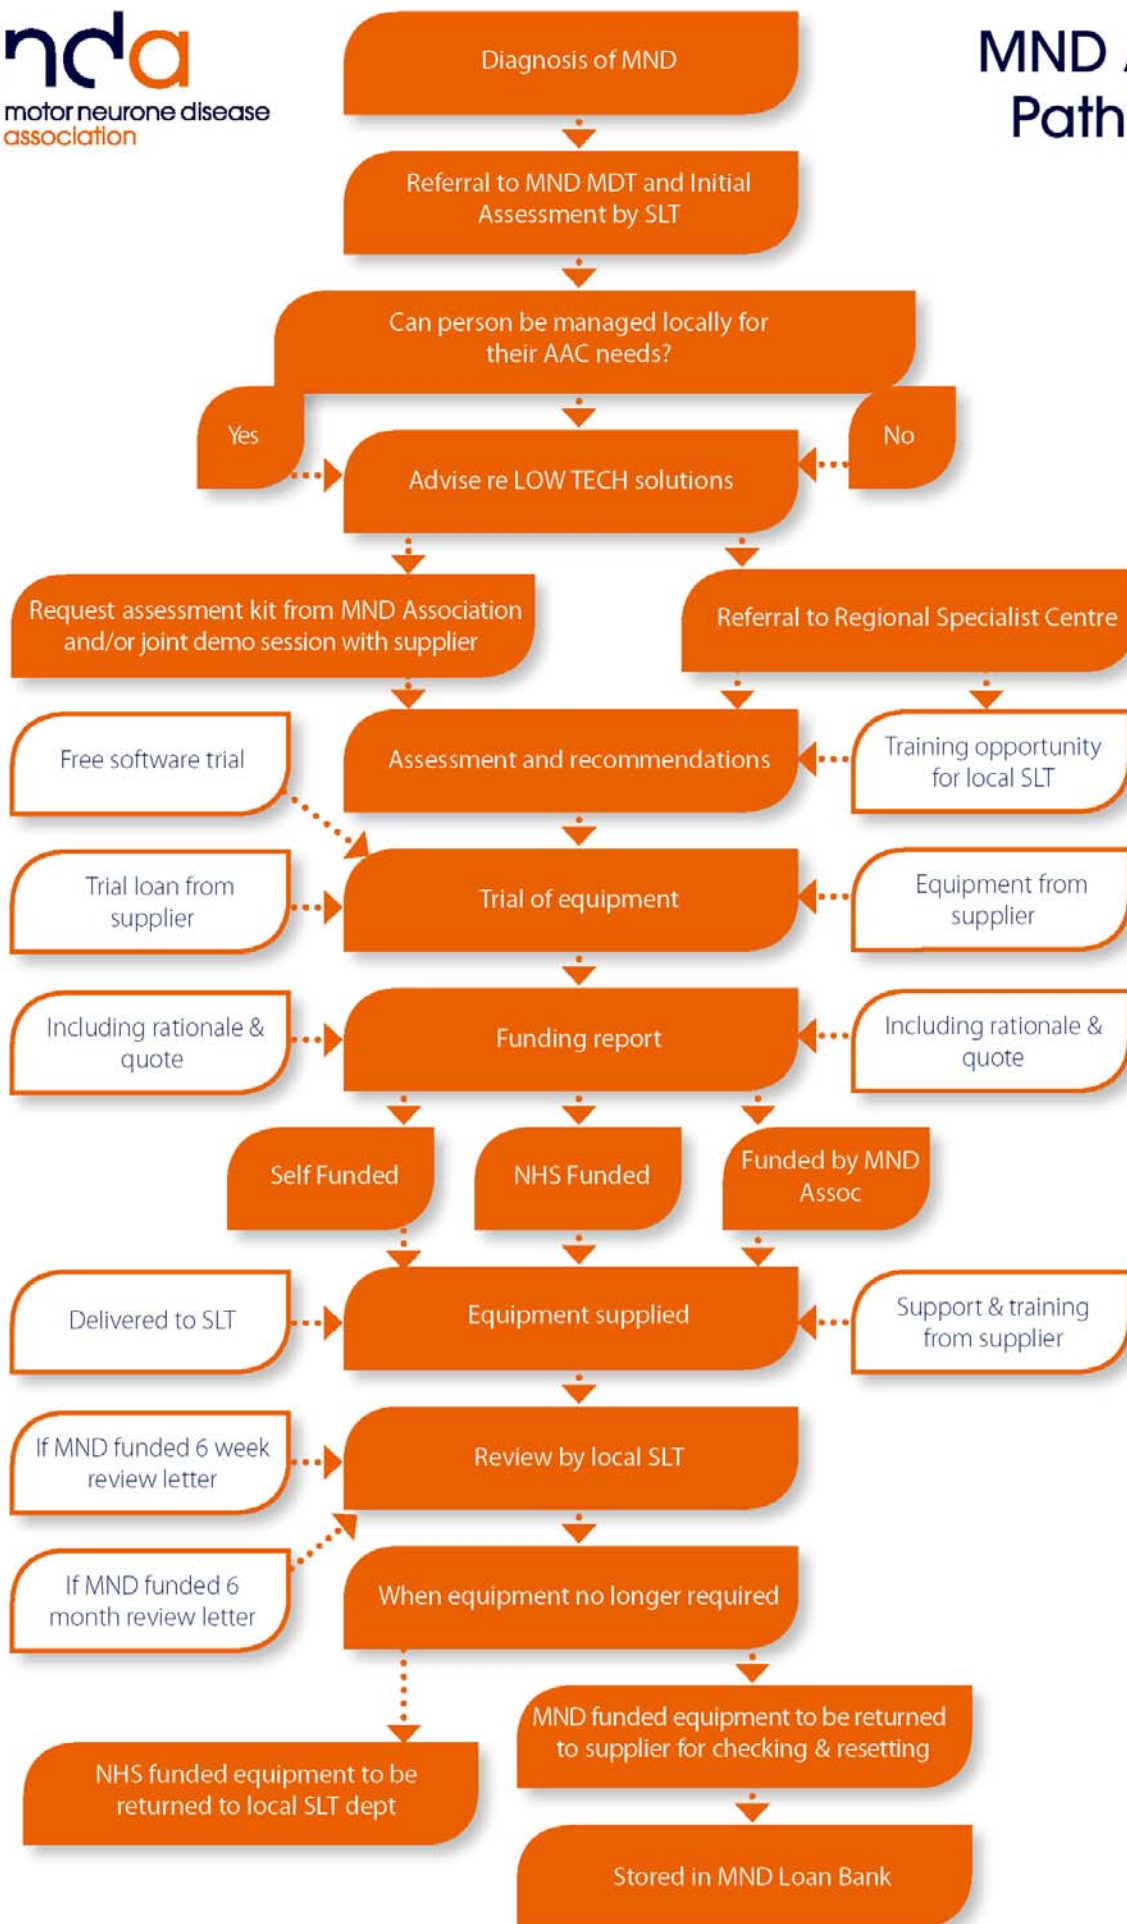 nda
motor neurone disease
association
MND
Path
Diagnosis of MND
Referral to MND MDT and Initial
Assessment by SLT
Can person be managed locally for
their AAC needs?
Yes
No
Advise re LOW TECH solutions
Request assessment kit from MND Association
and/or joint demo session with supplier
Referral to Regional Specialist Centre
Free software trial
Assessment and recommendations
Training opportunity
for local SLT
Trial loan from
supplier
Trial of equipment
Equipment from
supplier
Including rationale &
quote
Funding report
Including rationale &
quote
Self Funded
NHS Funded
Funded by MND
Assoc
Delivered to SLT
Equipment supplied
Support & training
from supplier
If MND funded 6 week
review letter
Review by local SLT
If MND funded 6
month review letter
When equipment no longer required
NHS funded equipment to be
returned to local SLT dept
MND funded equipment to be returned
to supplier for checking & resetting
Stored in MND Loan Bank